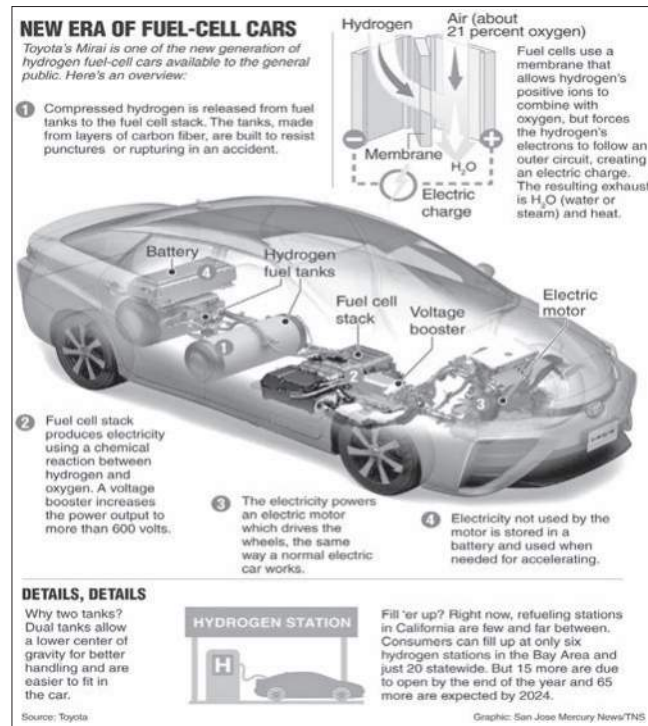 NEW ERA OF FUEL-CELL CARS
Toyota's Mirai is one of the new generation of
hydrogen fuel-cell cars available to the general
public. Here's an overview:
1 Compressed hydrogen is released from fuel
tanks to the fuel cell stack. The tanks, made
from layers of carbon fiber, are built to resist
punctures or rupturing in an accident.
Hydrogen
Air (about
21 percent oxygen)
Membrane
H₂O
Electric
charge
Fuel cells use a
membrane that
allows hydrogen's
positive ions to
combine with
oxygen, but forces
the hydrogen's
electrons to follow an
outer circuit, creating
an electric charge.
The resulting exhaust
is H₂O (water or
steam) and heat.
Battery
4
Hydrogen
fuel tanks
1
Fuel cell
stack
2
Voltage
booster
Electric
motor
3
2 Fuel cell stack
produces electricity
using a chemical
reaction between
hydrogen and
oxygen. A voltage
booster increases
the power output to
more than 600 volts.
3 The electricity powers
an electric motor
which drives the
wheels, the same
way a normal electric
car works.
4 Electricity not used by the
motor is stored in a
battery and used when
needed for accelerating.
DETAILS, DETAILS
Why two tanks?
Dual tanks allow
a lower center of
gravity for better
handling and are
easier to fit in
the car.
HYDROGEN STATION
H
Fill 'er up? Right now, refueling stations
in California are few and far between.
Consumers can fill up at only six
hydrogen stations in the Bay Area and
just 20 statewide. But 15 more are due
to open by the end of the year and 65
more are expected by 2024.
Source: Toyota
Graphic: San Jose Mercury News/TNS